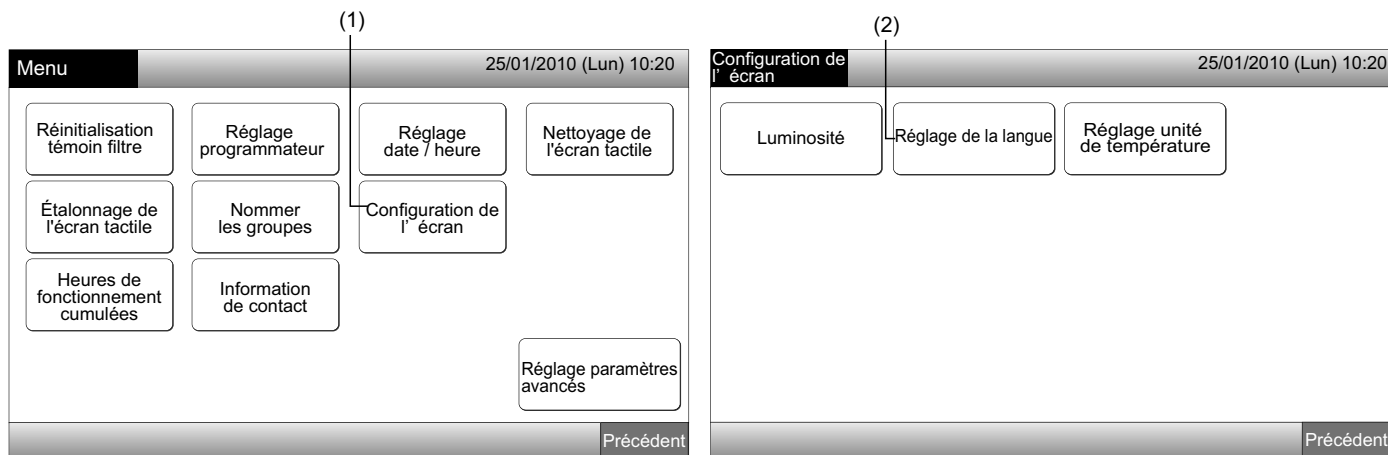 (1)
Menu
25/01/2010 (Lun) 10:20
Réinitialisation
témoin filtre
Réglage
programmateur
Réglage
date / heure
Nettoyage de
l'écran tactile
Étalonnage de
l'écran tactile
Nommer
les groupes
Configuration de
l’ écran
Heures de
fonctionnement
cumulées
Information
de contact
Réglage paramètres
avancés
Précédent
(2)
Configuration de
l’ écran
25/01/2010 (Lun) 10:20
Luminosité
Réglage de la langue
Réglage unité
de température
Précédent